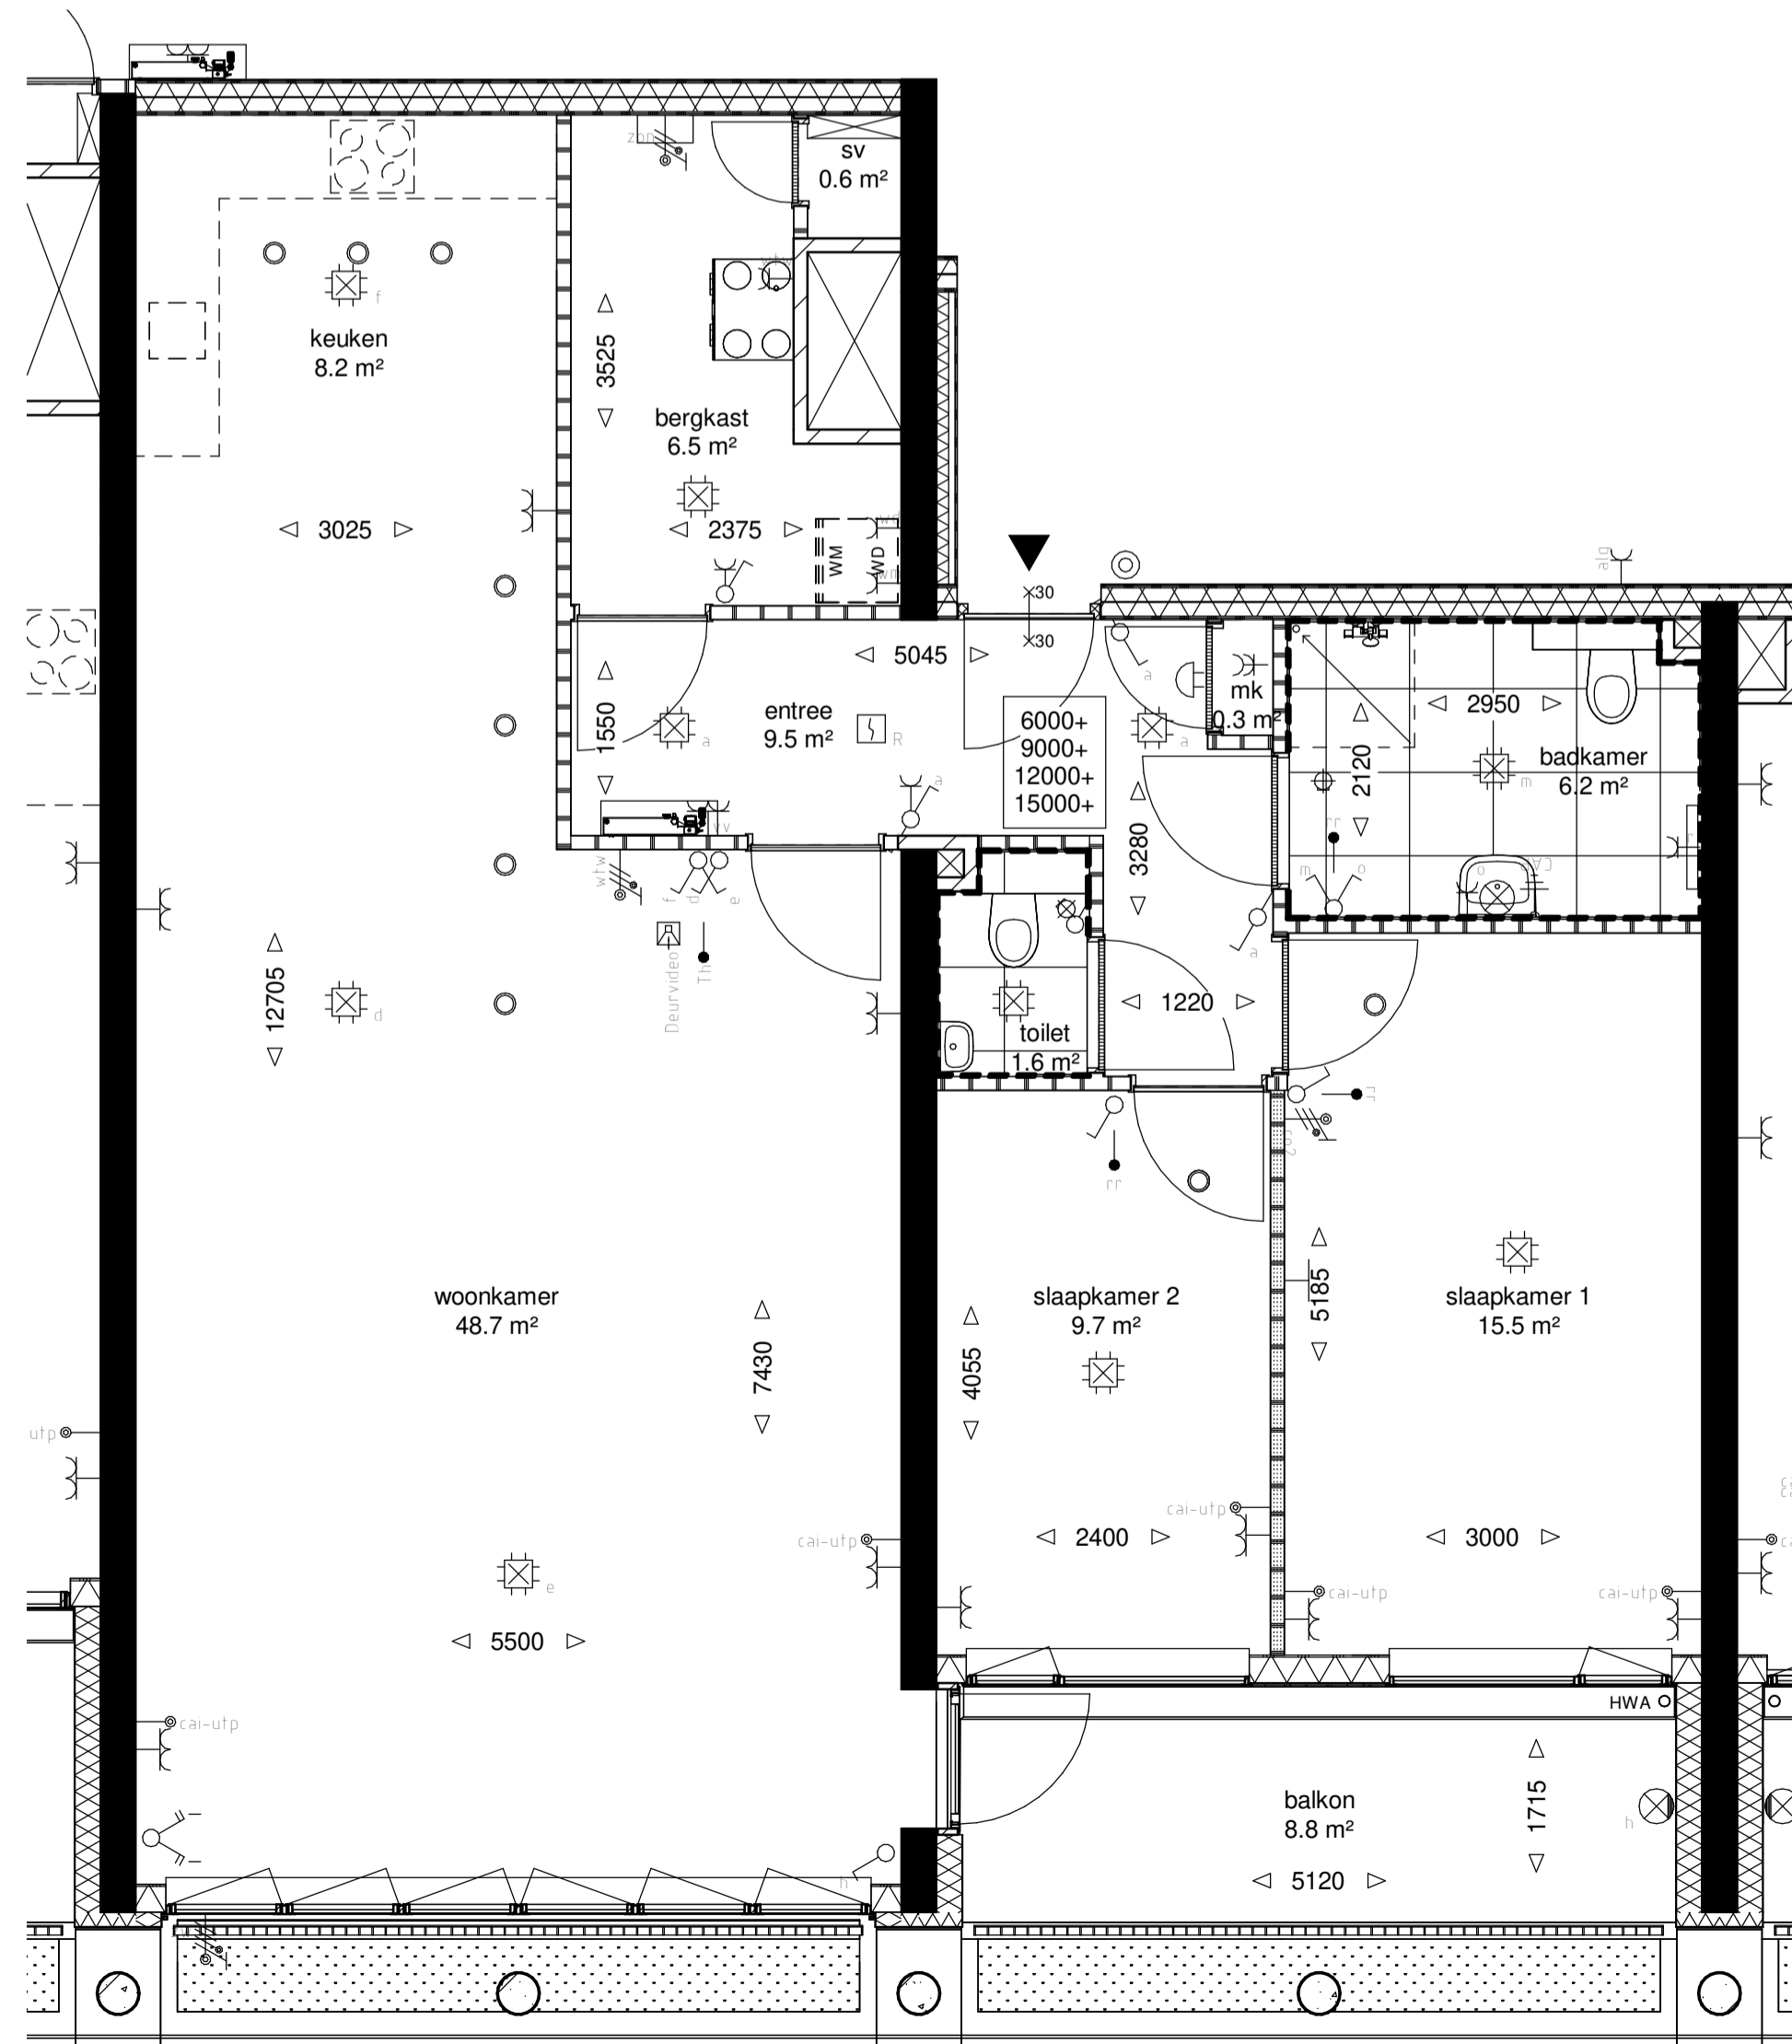 sv
0.6 m²
keuken
8.2 m²
f
3525
bergkast
6.5 m²
3025
2375
WM
WD
30
30
5045
a
mk
0.3 m²
2950
1550
entree
9.5 m²
a
R
a
6000+
9000+
12000+
15000+
a
2120
badkamer
6.2 m²
m
3280
wtw
f
d
e
m
o
o
a
Deurvideo
Th
12705
d
toilet
1.6 m²
1220
rr
woonkamer
48.7 m²
7430
slaapkamer 2
9.7 m²
4055
5185
slaapkamer 1
15.5 m²
utp
cai-utp
cai-utp
2400
3000
cai-utp
cai-utp
e
5500
cai-utp
HWA
balkon
8.8 m²
1715
h
5120
h